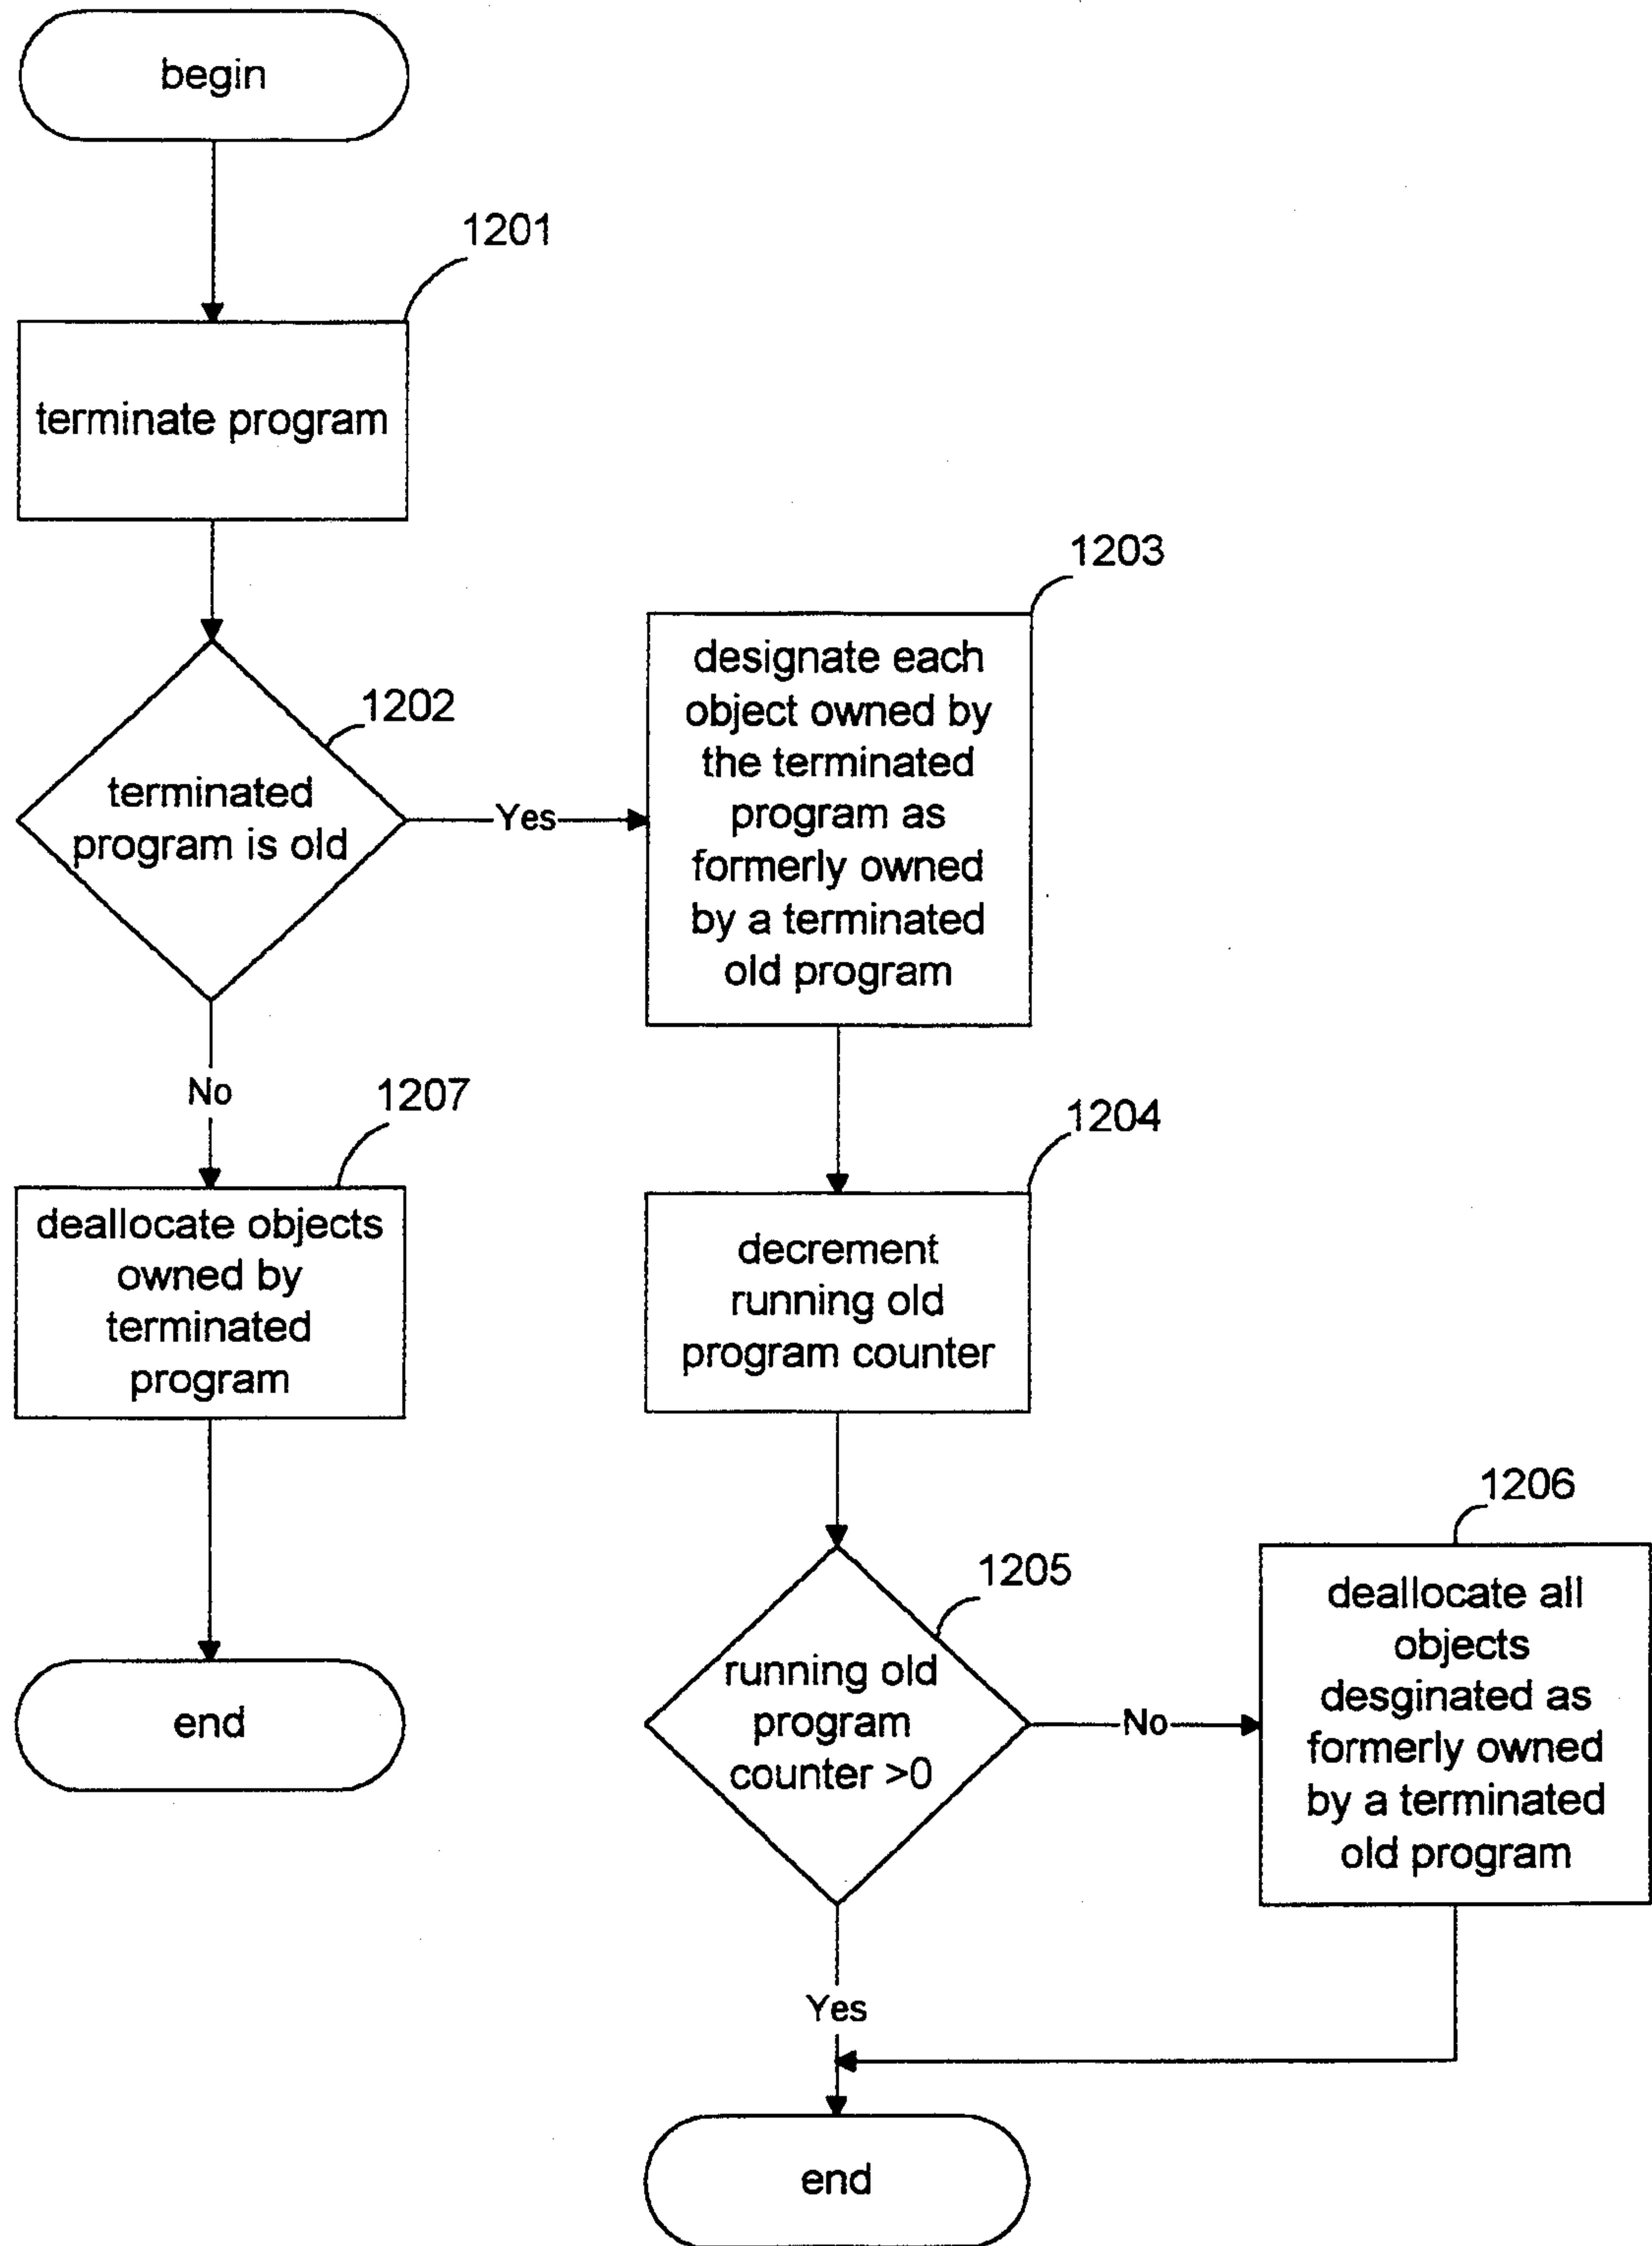 begin
1201
terminate program
1202
terminated
program is old
Yes
1203
designate each
object owned by
the terminated
program as
formerly owned
by a terminated
old program
No
1207
deallocate objects
owned by
terminated
program
end
1204
decrement
running old
program counter
1205
running old
program
counter >0
No
1206
deallocate all
objects
desginated as
formerly owned
by a terminated
old program
Yes
end